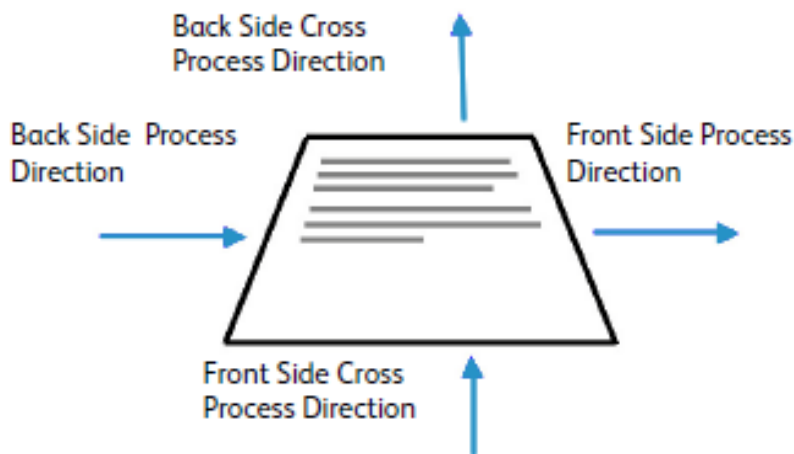 Back Side Cross
Process Direction
Back Side Process
Direction
Front Side Process
Direction
Front Side Cross
Process Direction